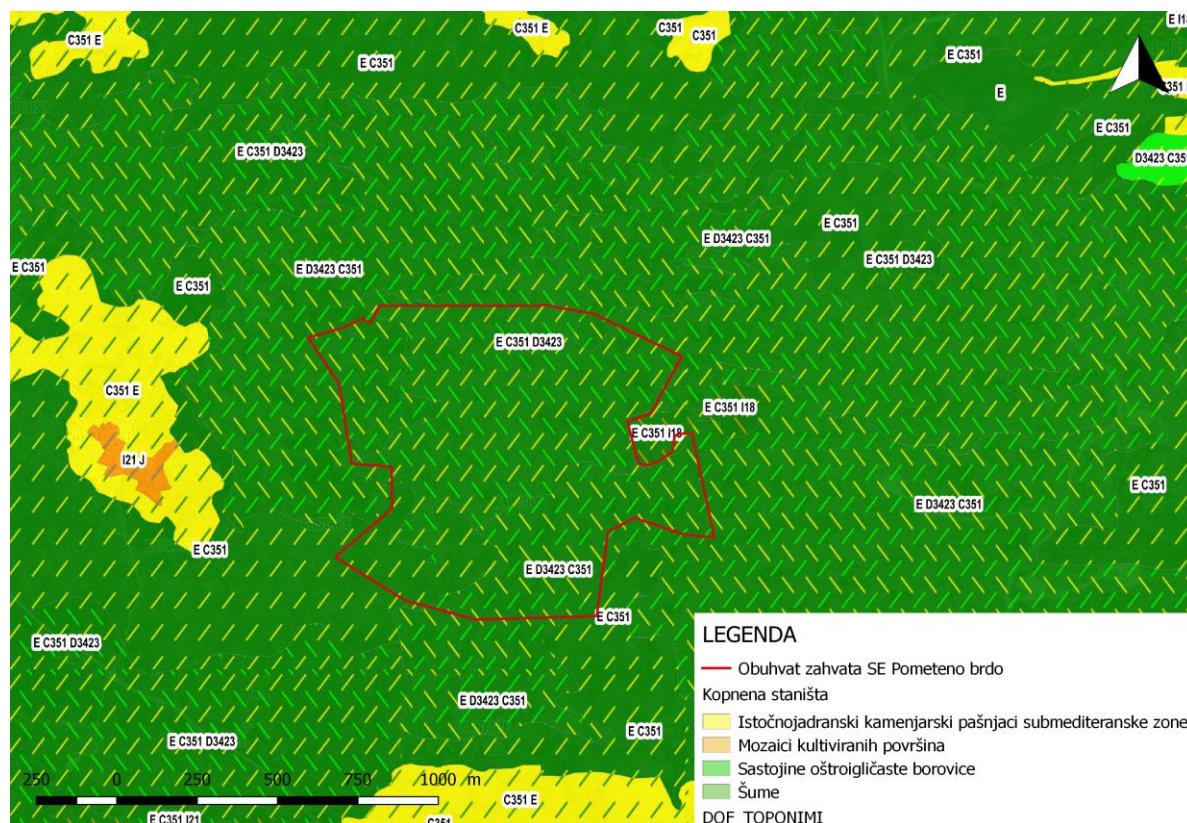 C351 E
C351 E
C351
C351
E I18
E C351
E C351
E
C351
E C351
D3423 C351
E C351 D3423
E C351
E D3423 C351
E C351 D3423
E C351
E D3423 C351
E C351
E C351 D3423
C351 E
E C351 I18
E C351 I18
I21 J
E C351
E D3423 C351
E C351
E D3423 C351
E C351
E C351 D3423
E D3423 C351
E C351
E C351 D3423
250 0 250 500 750 1000 m
C351 E
E C351 I21
C351
LEGENDA
Obuhvat zahvata SE Pometeno brdo
Kopnena staništa
Istočnojadranski kamenjarski pašnjaci submediteranske zone
Mozaici kultiviranih površina
Sastojine oštroigličaste borovice
Šume
DOF_TOPONIMI